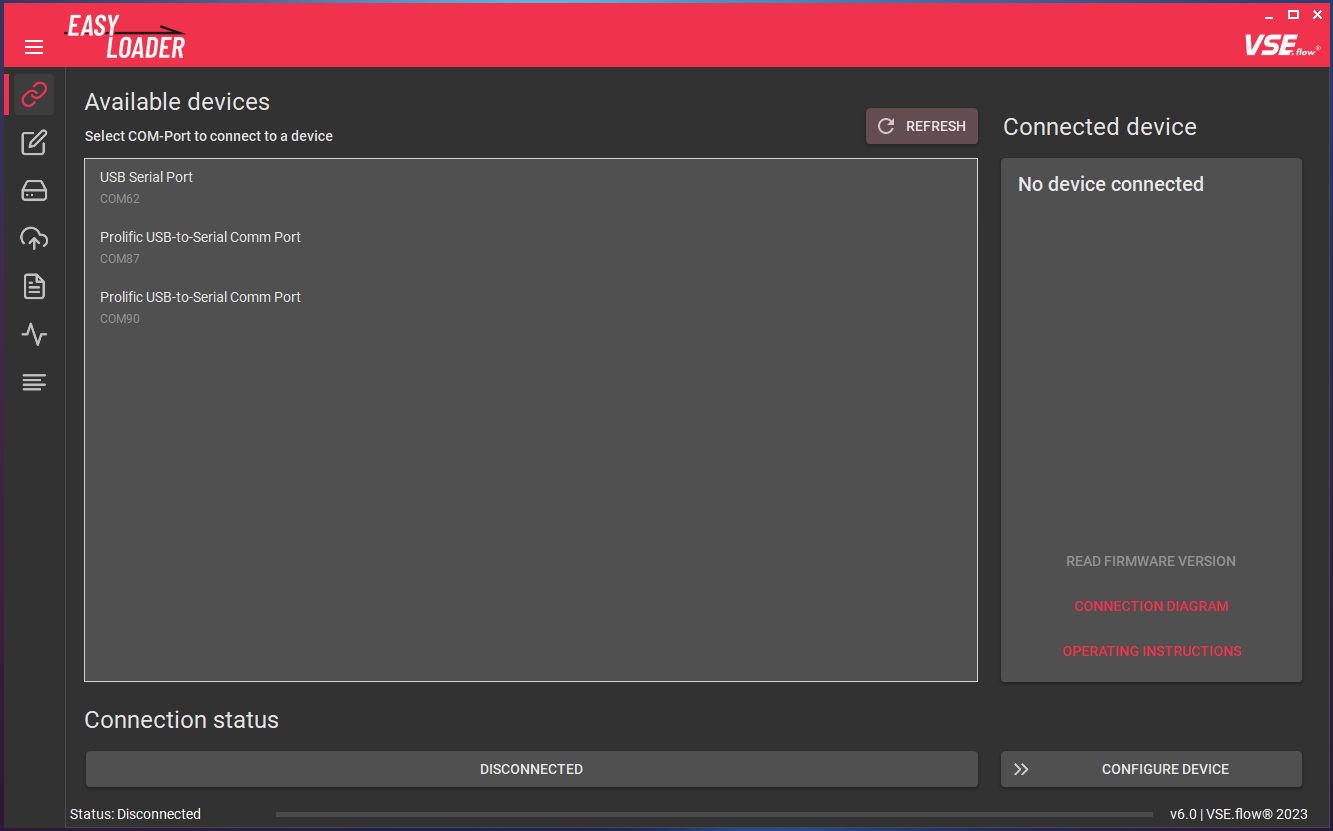 EASY
LOADER
VSE.flow®
Available devices
Select COM-Port to connect to a device
REFRESH
Connected device
USB Serial Port
COM62
Prolific USB-to-Serial Comm Port
COM87
Prolific USB-to-Serial Comm Port
COM90
No device connected
READ FIRMWARE VERSION
CONNECTION DIAGRAM
OPERATING INSTRUCTIONS
Connection status
DISCONNECTED
CONFIGURE DEVICE
Status: Disconnected
v6.0 | VSE.flow® 2023